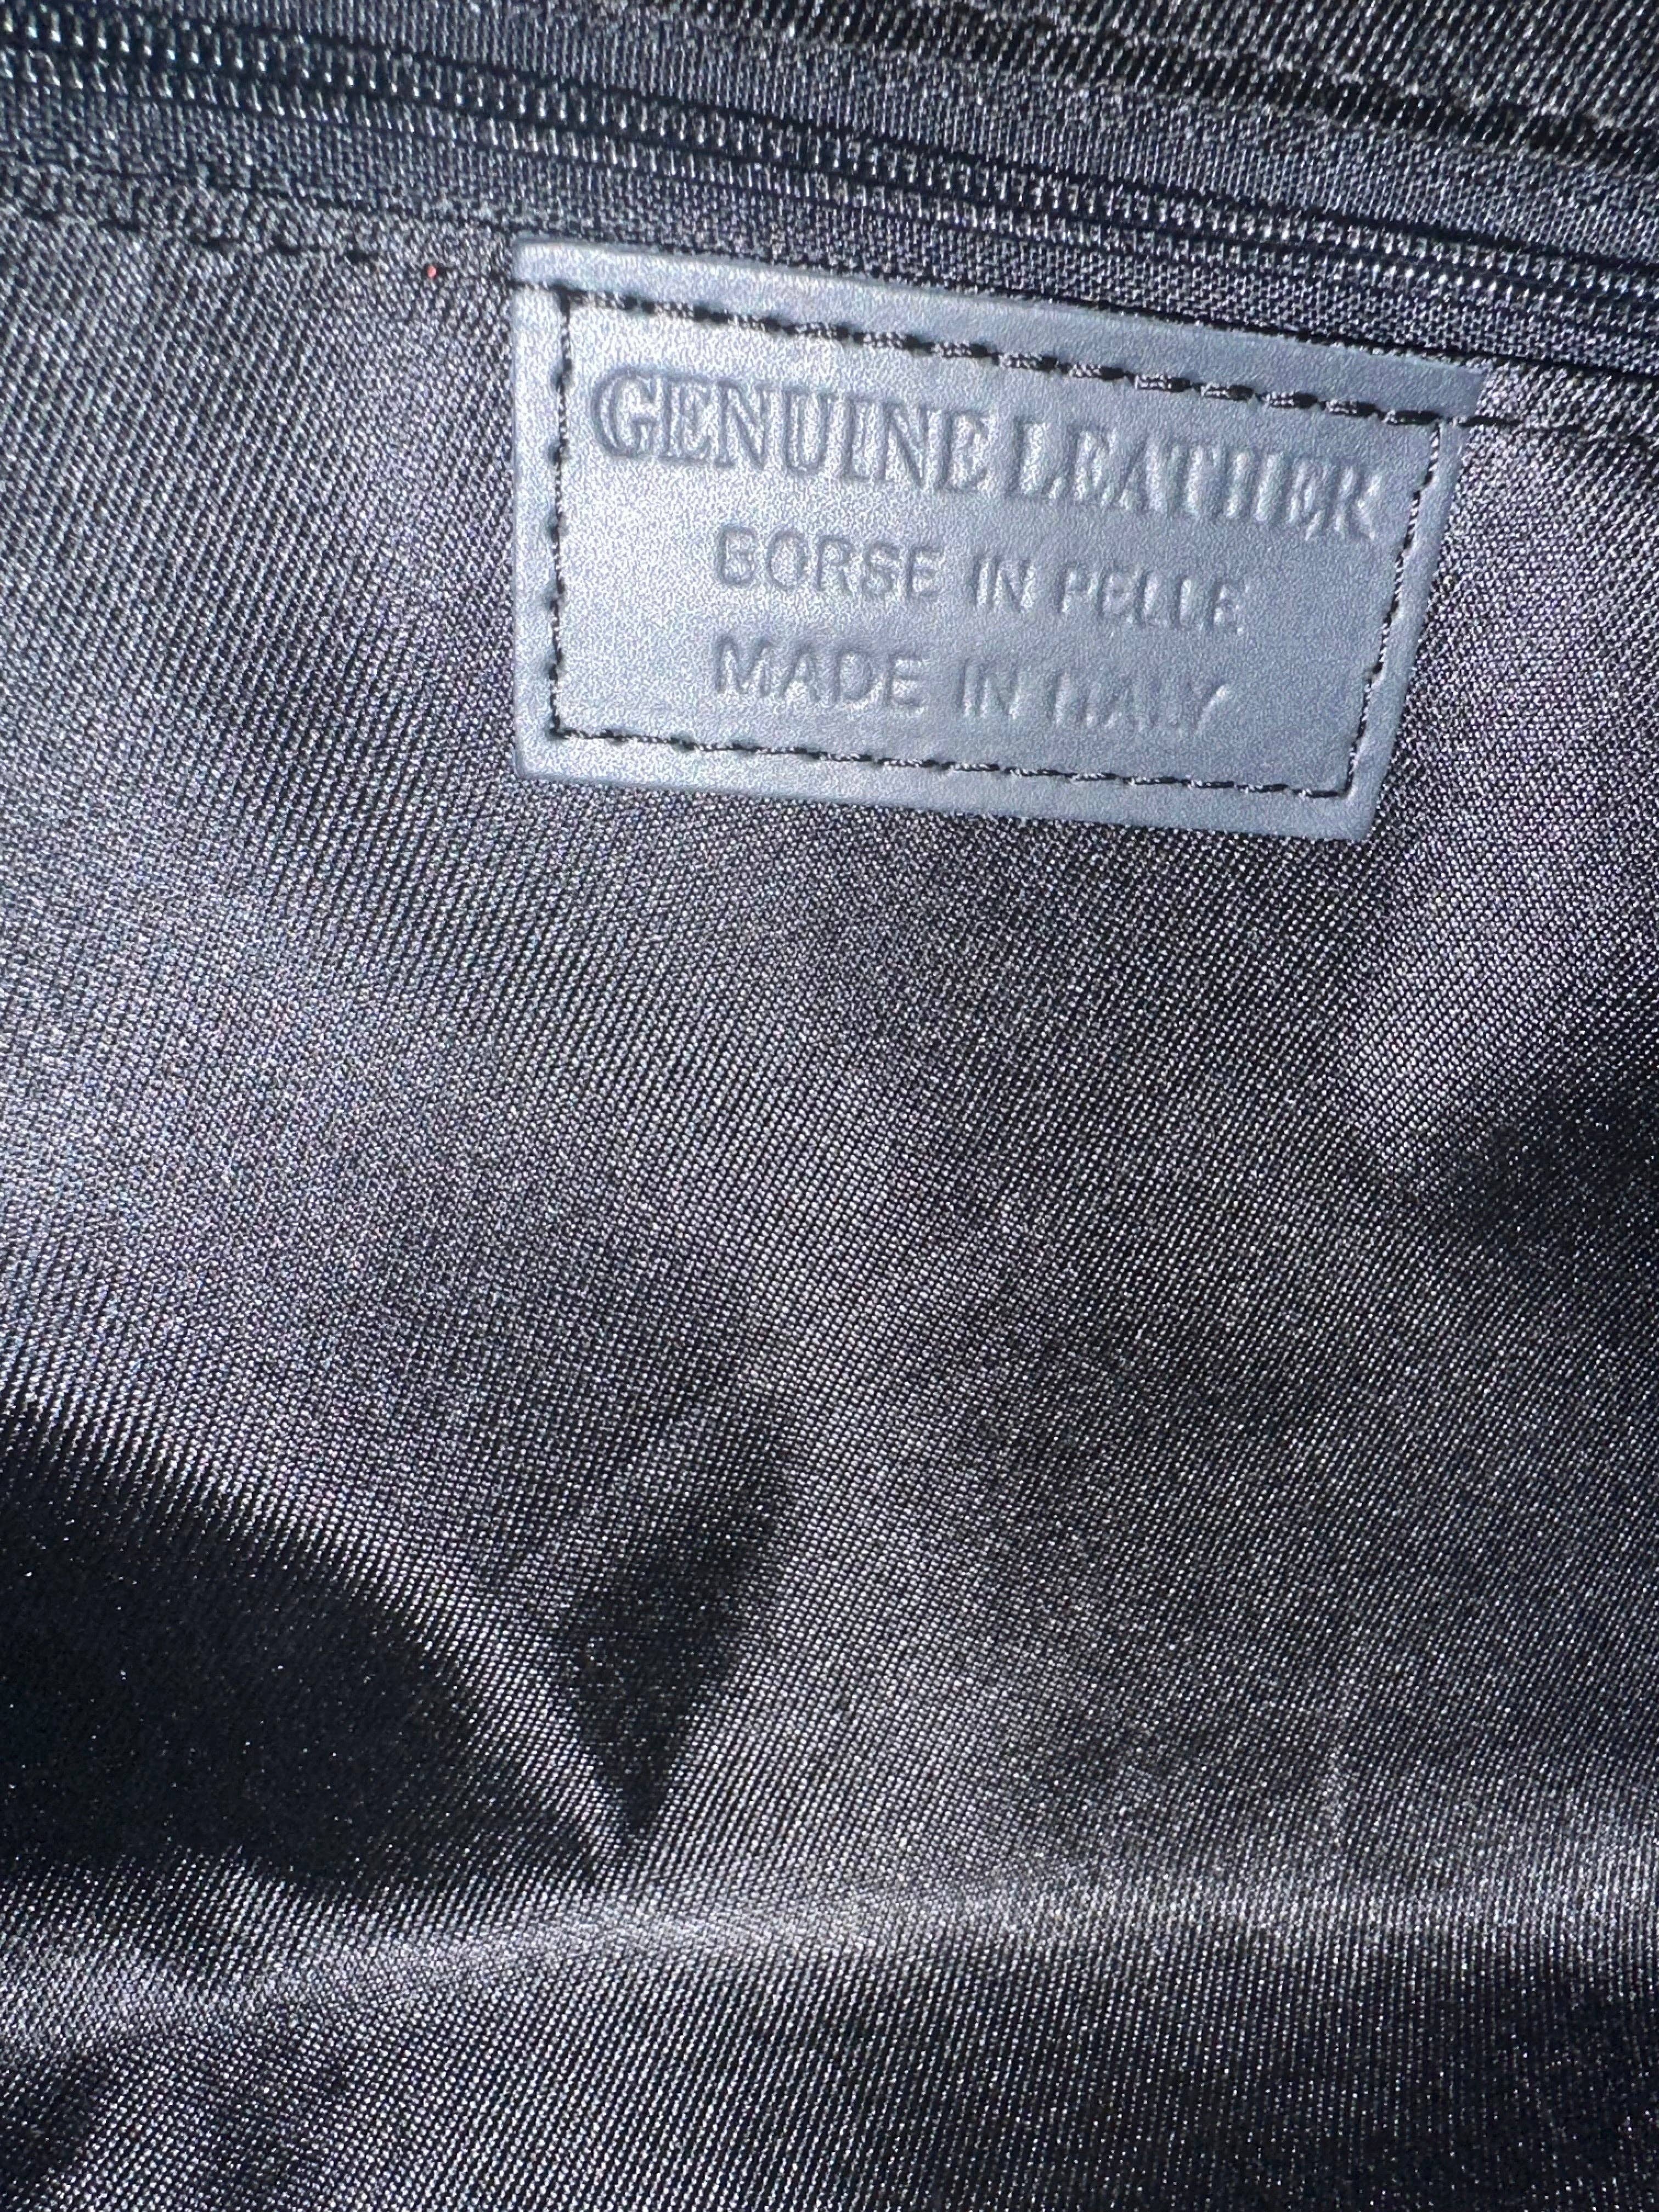 GENUINE LEATHER
BORSE IN PELLE
MADE IN ITALY